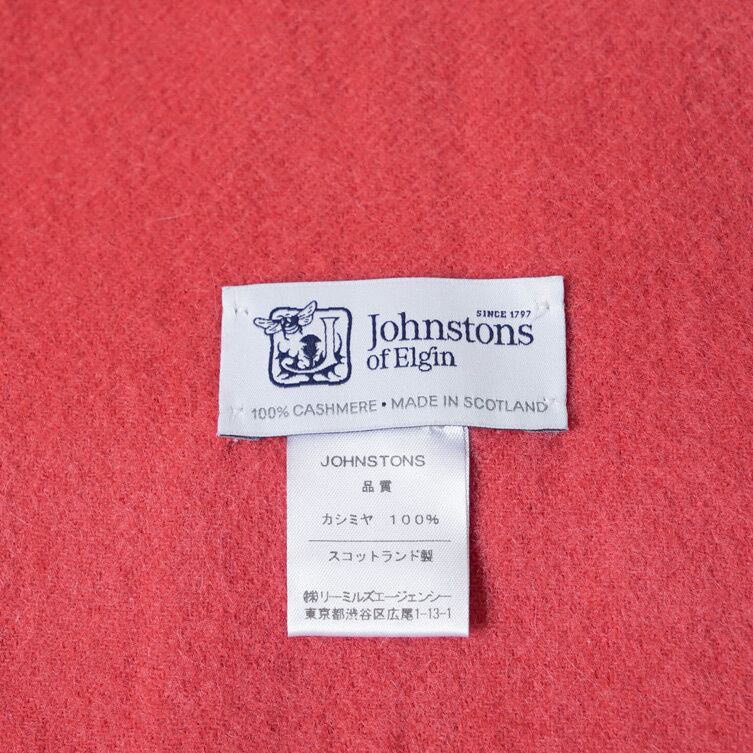 SINCE 1797
Johnstons
of Elgin
100% CASHMERE • MADE IN SCOTLAND
JOHNSTONS
品質
カシミヤ 100%
スコットランド製
㈱リーミルズエージェンシー
東京都渋谷区広尾1-13-1